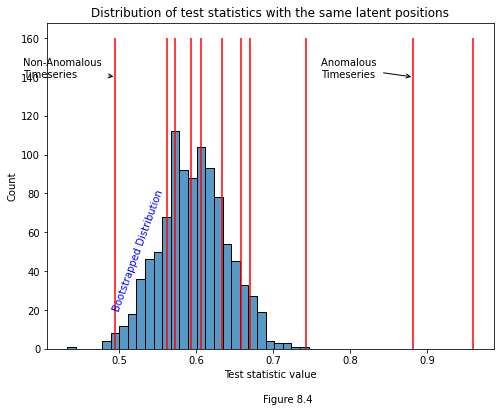 Distribution of test statistics with the same latent positions
160
140
120
100
80
60
40
20
0
Count
Non-Anomalous
Timeseries
Anomalous
Timeseries
Bootstrapped Distribution
0.5
0.6
0.7
0.8
0.9
Test statistic value
Figure 8.4